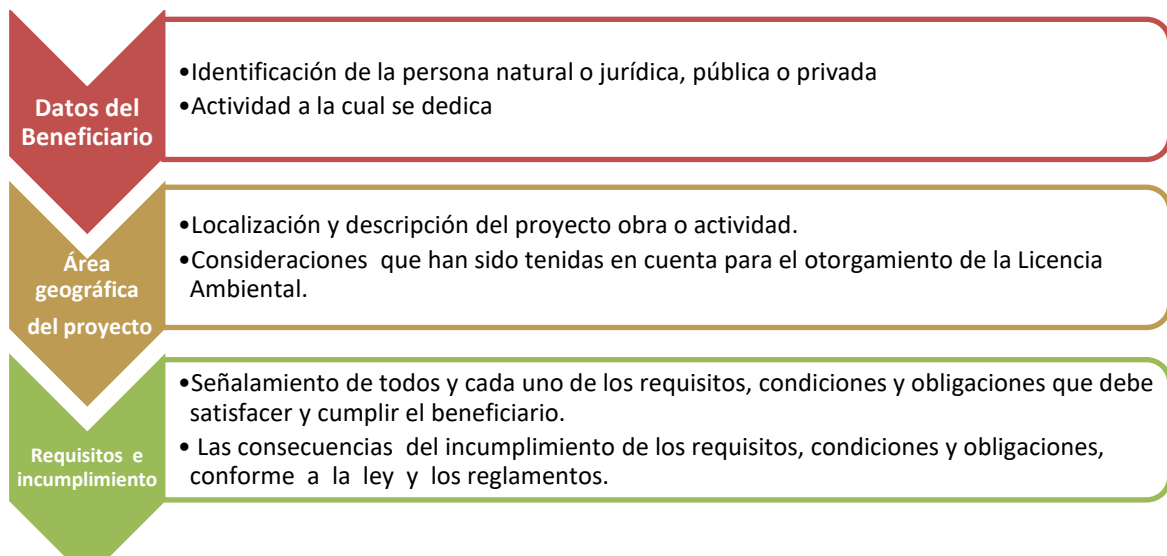 Datos del
Beneficiario
•Identificación de la persona natural o jurídica, pública o privada
•Actividad a la cual se dedica
Área
geográfica
del proyecto
•Localización y descripción del proyecto obra o actividad.
•Consideraciones que han sido tenidas en cuenta para el otorgamiento de la Licencia
Ambiental.
Requisitos e
incumplimiento
•Señalamiento de todos y cada uno de los requisitos, condiciones y obligaciones que debe
satisfacer y cumplir el beneficiario.
• Las consecuencias del incumplimiento de los requisitos, condiciones y obligaciones,
conforme a la ley y los reglamentos.